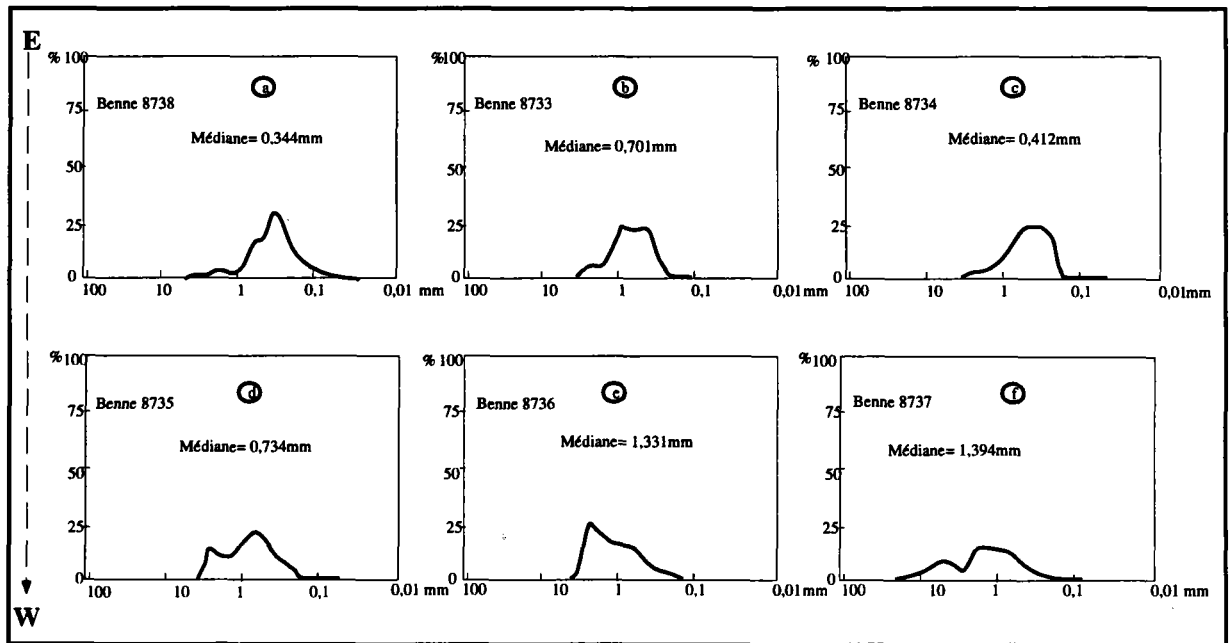 E
% 100
75
50
25
0
100
10
1
0,1
0,01 mm
a
Benne 8738
Médiane= 0,344mm
% 100
75
50
25
0
100
10
1
0,1
0,01 mm
b
Benne 8733
Médiane= 0,701mm
% 100
75
50
25
0
100
10
1
0,1
0,01mm
c
Benne 8734
Médiane= 0,412mm
% 100
75
50
25
0
100
10
1
0,1
0,01 mm
d
Benne 8735
Médiane= 0,734mm
% 100
75
50
25
0
100
10
1
0,1
0,01 mm
e
Benne 8736
Médiane= 1,331mm
% 100
75
50
25
0
100
10
1
0,1
0,01 mm
f
Benne 8737
Médiane= 1,394mm
W